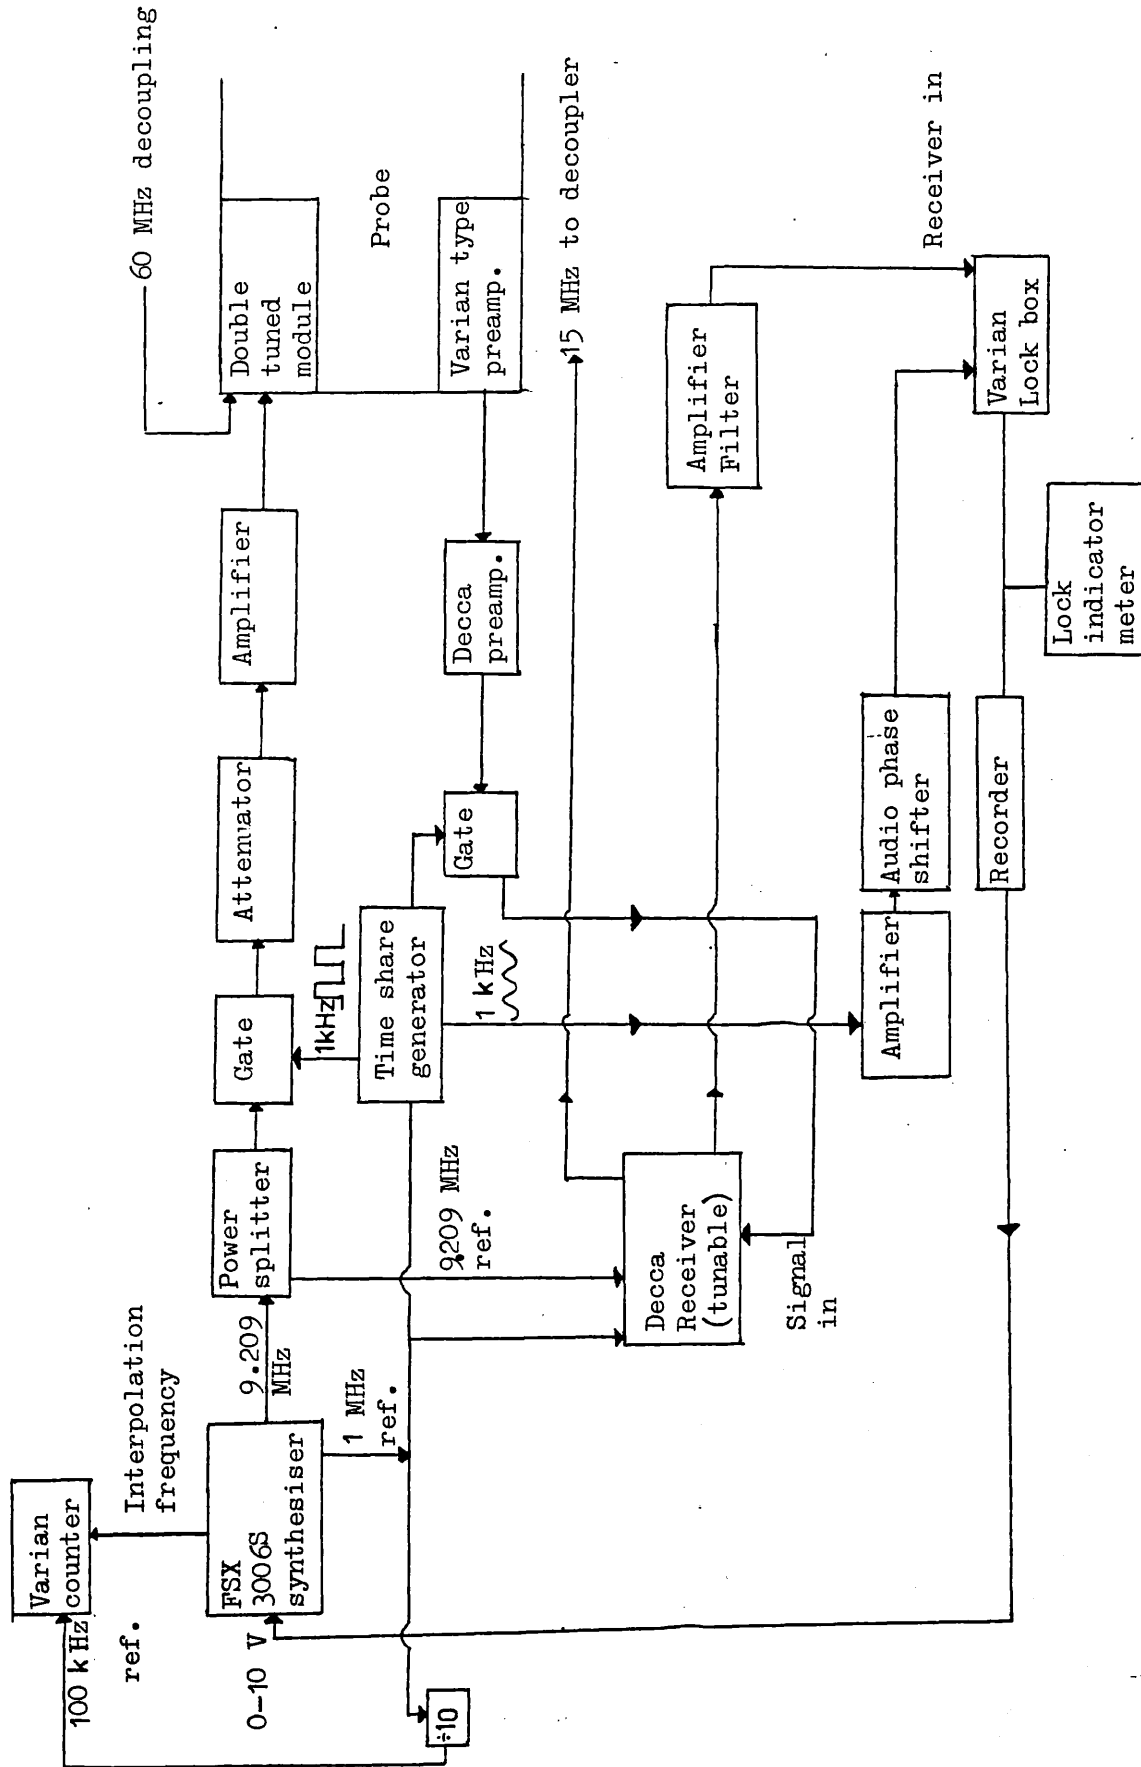 60 MHz decoupling
Double
tuned
module
Probe
Varian type
preamp.
Amplifier
Attenuator
Gate
Power
splitter
9.209
MHz
Interpolation
frequency
Varian
counter
100 kHz
ref.
FSX
3006S
synthesiser
0-10 V
1 MHz
ref.
÷10
1kHz
Time share
generator
1 kHz
Gate
Decca
preamp.
15 MHz to decoupler
9.209 MHz
ref.
Decca
Receiver
(tunable)
Signal
in
Amplifier
Filter
Receiver in
Varian
Lock box
Amplifier
Audio phase
shifter
Recorder
Lock
indicator
meter